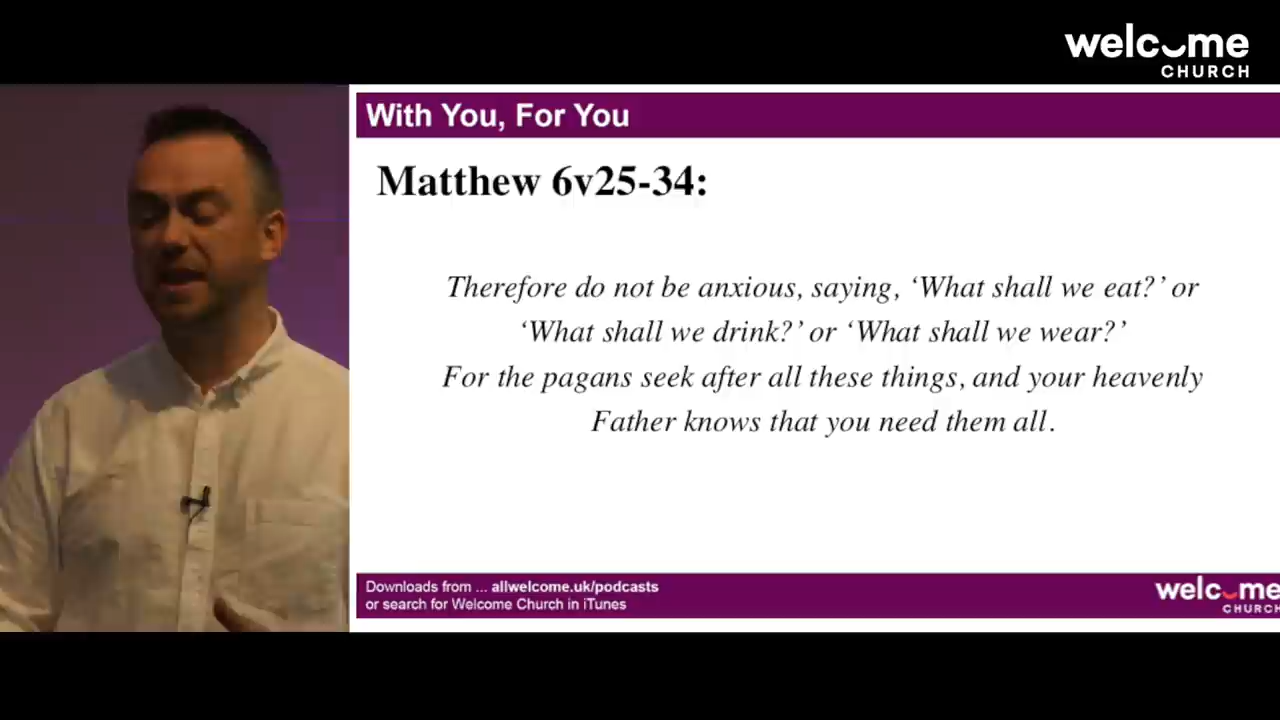 welcome
CHURCH
With You, For You
Matthew 6v25-34:
Therefore do not be anxious, saying, ‘What shall we eat?’ or
‘What shall we drink?’ or ‘What shall we wear?’
For the pagans seek after all these things, and your heavenly
Father knows that you need them all.
Downloads from ... allwelcome.uk/podcasts
or search for Welcome Church in iTunes
welcome
CHURCH